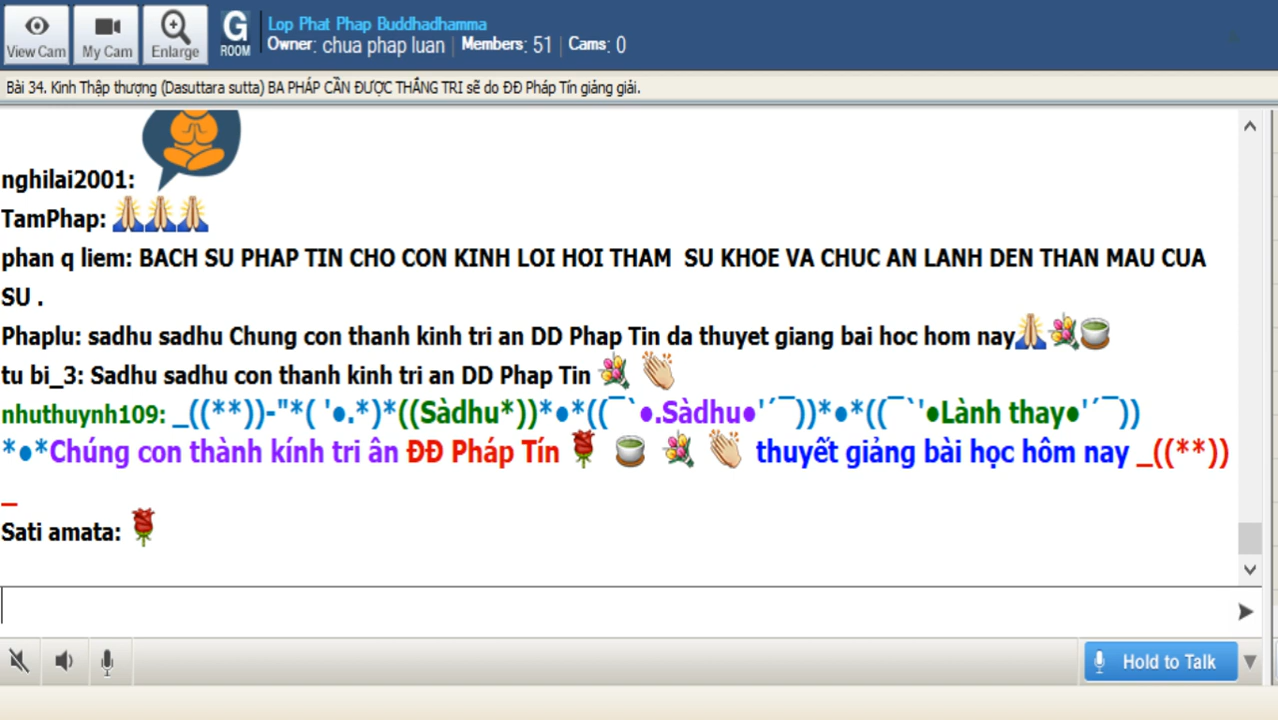 View Cam
My Cam
Enlarge
G
ROOM
Lop Phat Phap Buddhadhamma
Owner: chua phap luan | Members: 51 | Cams: 0
Bài 34. Kinh Thập thượng (Dasuttara sutta) BA PHÁP CẦN ĐƯỢC THẮNG TRI sẽ do ĐĐ Pháp Tín giảng giải.
nghilai2001:
TamPhap: 🙏🙏🙏
phan q liem: BACH SU PHAP TIN CHO CON KINH LOI HOI THAM SU KHOE VA CHUC AN LANH DEN THAN MAU CUA
SU .
Phaplu: sadhu sadhu Chung con thanh kinh tri an DD Phap Tin da thuyet giang bai hoc hom nay🙏💐🍵
tu bi_3: Sadhu sadhu con thanh kinh tri an DD Phap Tin 💐 👏
nhuthuynh109: _((**))-"*( '●.*)*((Sàdhu*))*●*((¯`●.Sàdhu●'´¯))*●*((¯`'●Lành thay●'´¯))
*●*Chúng con thành kính tri ân ĐĐ Pháp Tín 🌹 🍵 💐 👏 thuyết giảng bài học hôm nay _((**))
_
Sati amata: 🌹
Hold to Talk